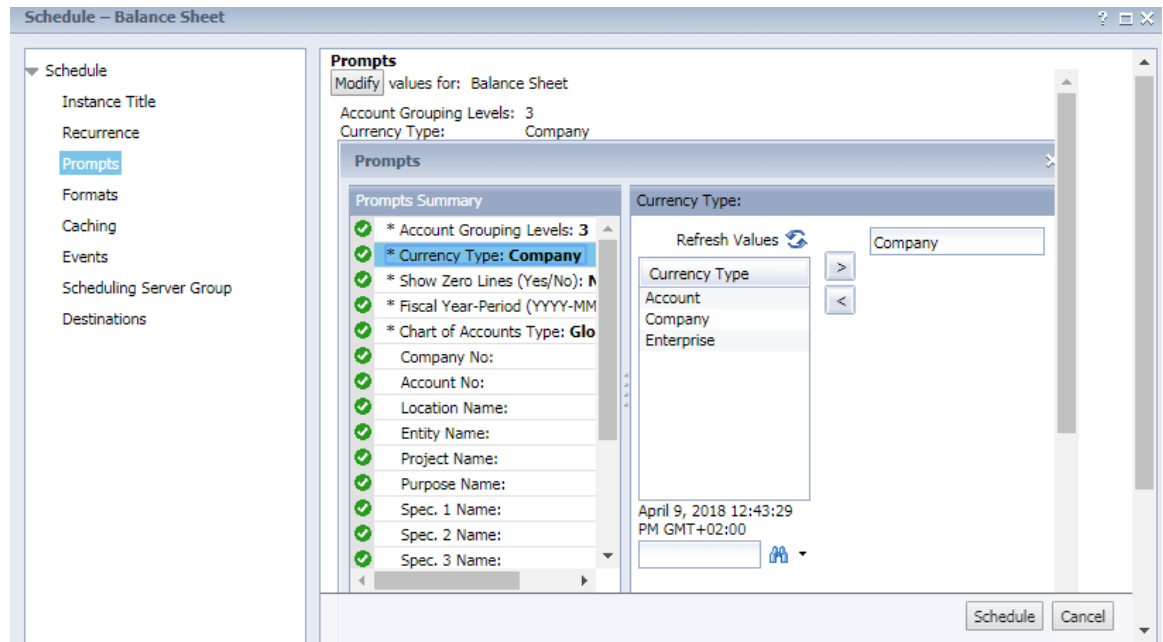 Schedule – Balance Sheet
?
Schedule
Instance Title
Recurrence
Prompts
Formats
Caching
Events
Scheduling Server Group
Destinations
Prompts
Modify values for: Balance Sheet
Account Grouping Levels: 3
Currency Type: Company
Prompts
Prompts Summary
* Account Grouping Levels: 3
* Currency Type: Company
* Show Zero Lines (Yes/No): N
* Fiscal Year-Period (YYYY-MM
* Chart of Accounts Type: Glo
Company No:
Account No:
Location Name:
Entity Name:
Project Name:
Purpose Name:
Spec. 1 Name:
Spec. 2 Name:
Spec. 3 Name:
Currency Type:
Refresh Values
Currency Type
Account
Company
Enterprise
>
<
Company
April 9, 2018 12:43:29
PM GMT+02:00
Schedule Cancel